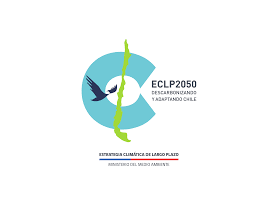 ECLP2050
DESCARBONIZANDO
Y ADAPTANDO CHILE
ESTRATEGIA CLIMÁTICA DE LARGO PLAZO
MINISTERIO DEL MEDIO AMBIENTE